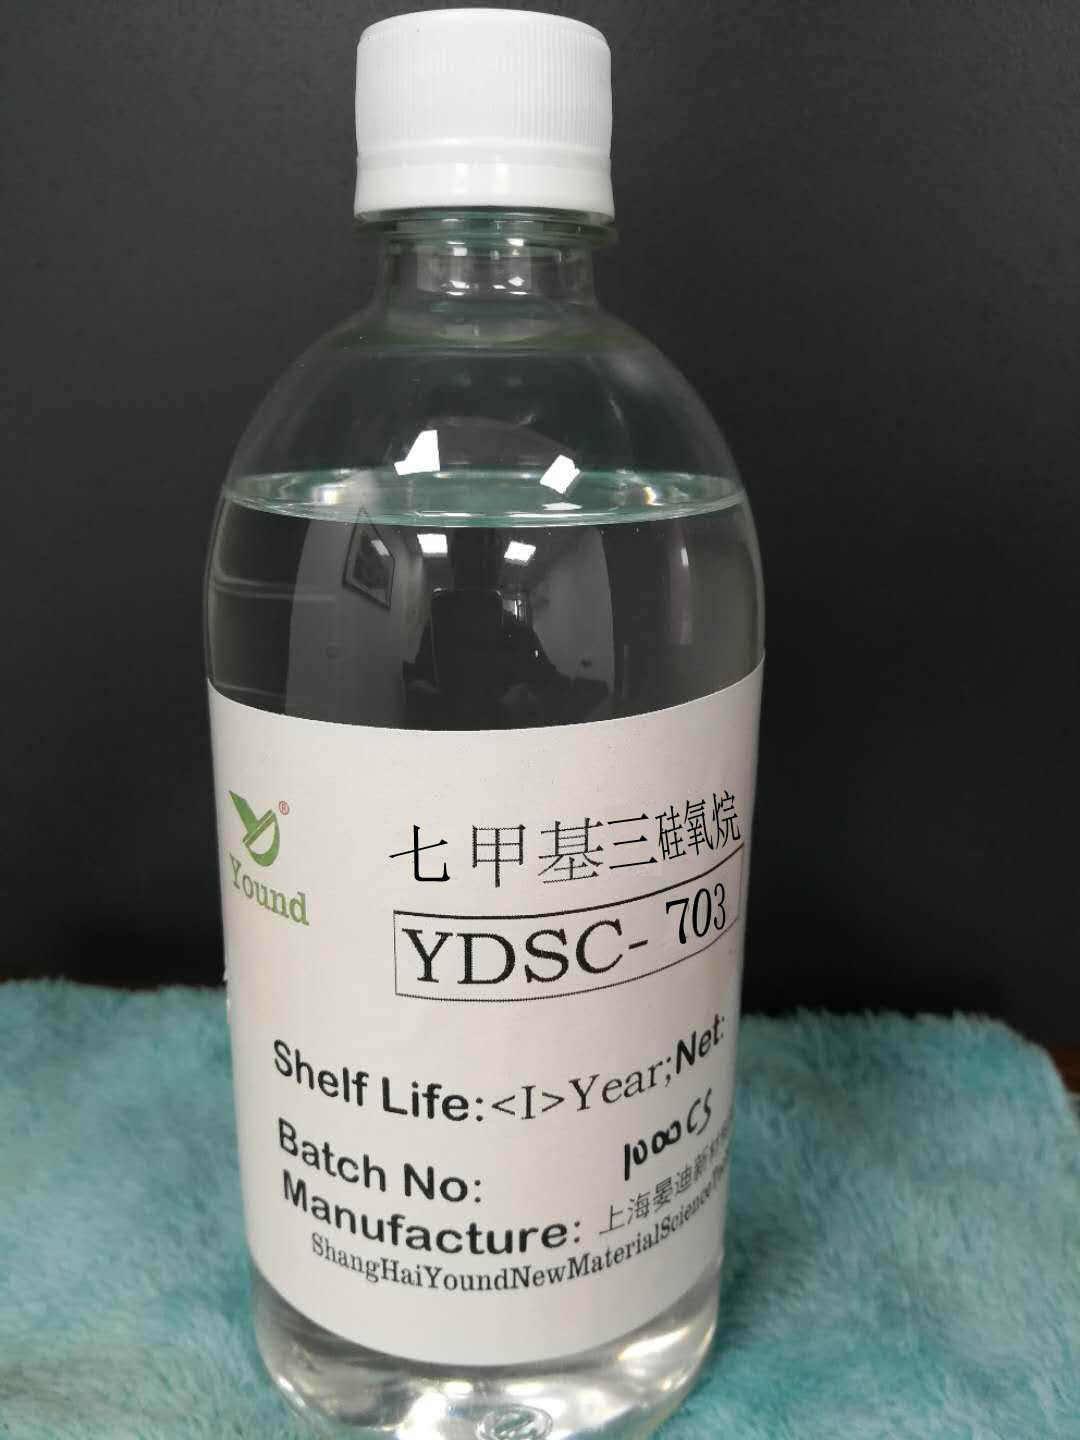 ®
Yound
七甲基三硅氧烷
YDSC-703
Shelf Life:<I>Year;Net:
1000CS
Batch No:
Manufacture: 上海晏迪新材
ShangHaiYoundNewMaterialScience